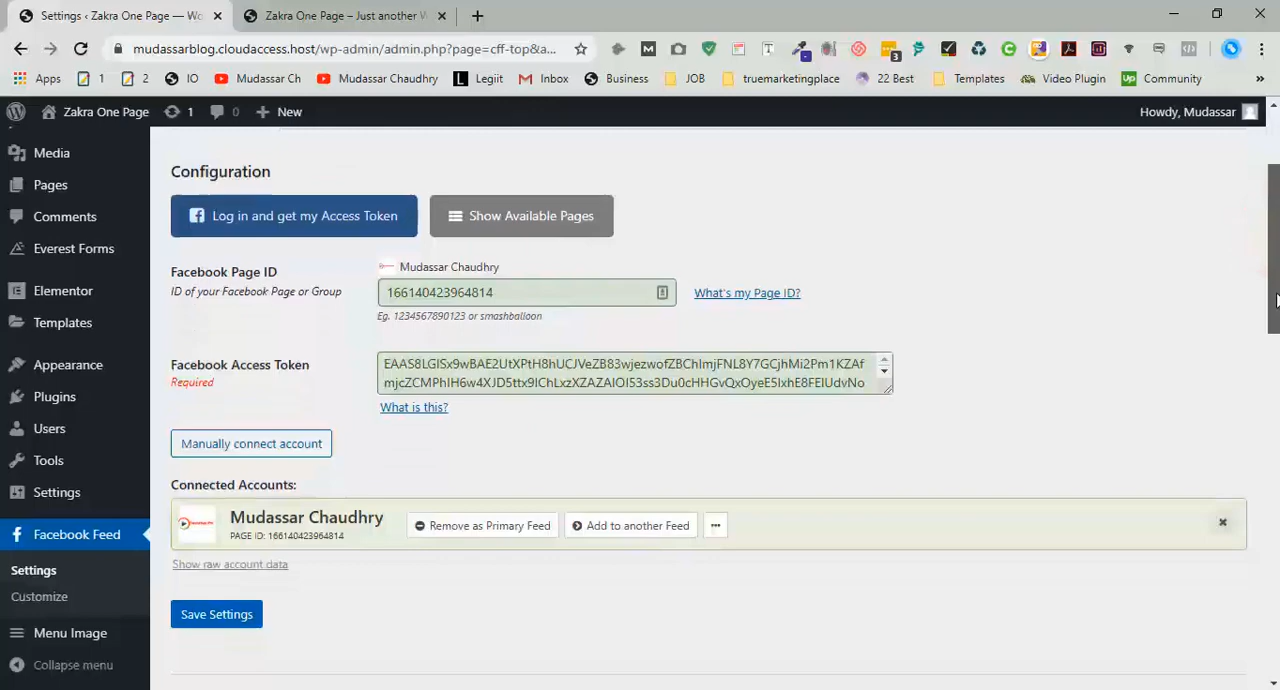 Settings ‹ Zakra One Page — Wo
Zakra One Page – Just another W
mudassarblog.cloudaccess.host/wp-admin/admin.php?page=cff-top&a...
Apps
1
2
IO
Mudassar Ch
Mudassar Chaudhry
Legiit
Inbox
Business
JOB
truemarketingplace
22 Best
Templates
Video Plugin
Community
Zakra One Page
1
0
New
Howdy, Mudassar
Media
Pages
Comments
Everest Forms
Elementor
Templates
Appearance
Plugins
Users
Tools
Settings
Facebook Feed
Settings
Customize
Menu Image
Collapse menu
Configuration
Log in and get my Access Token
Show Available Pages
Facebook Page ID
ID of your Facebook Page or Group
Mudassar Chaudhry
166140423964814
What's my Page ID?
Eg. 1234567890123 or smashballoon
Facebook Access Token
Required
What is this?
Manually connect account
Connected Accounts:
Mudassar Chaudhry
PAGE ID: 166140423964814
Remove as Primary Feed
Add to another Feed
Show raw account data
Save Settings